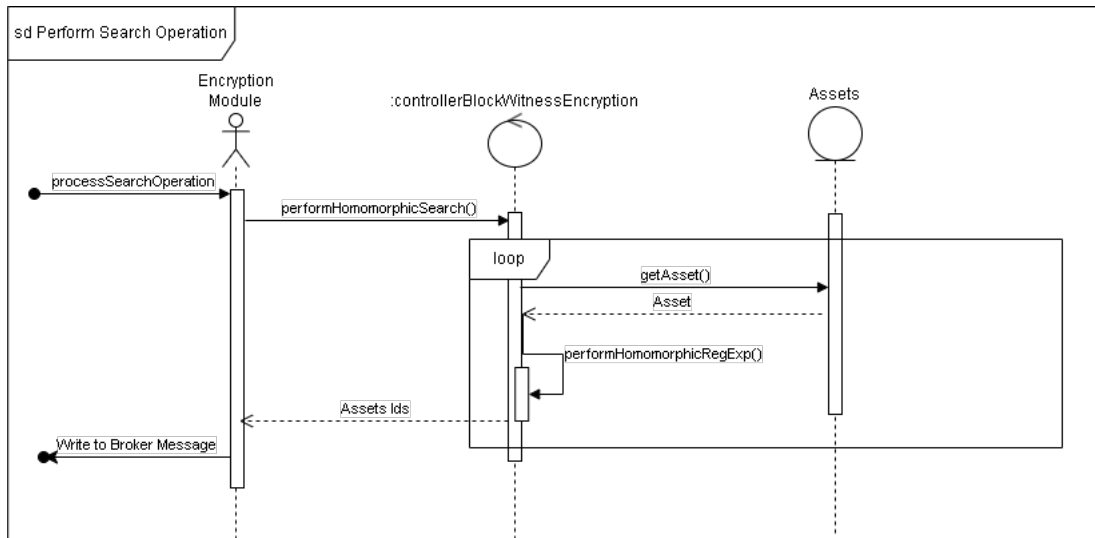 sd Perform Search Operation
Encryption
Module
:controllerBlockWitnessEncryption
Assets
processSearchOperation
performHomomorphicSearch()
loop
getAsset()
Asset
performHomomorphicRegExp()
Assets Ids
Write to Broker Message